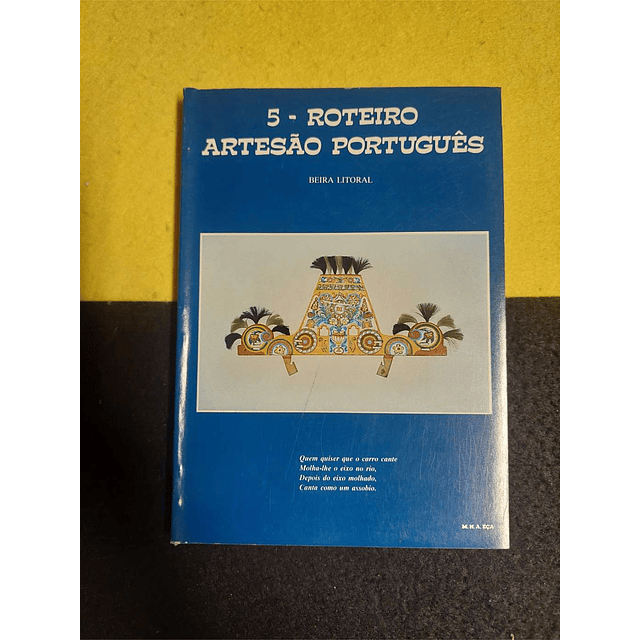 5 - ROTEIRO
ARTESÃO PORTUGUÊS
BEIRA LITORAL
Quem quiser que o carro cante
Molha-lhe o eixo no rio,
Depois do eixo molhado,
Canta como um assobio.
M. N. A. EÇA